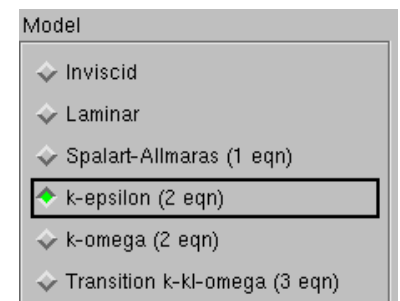 Model
Inviscid
Laminar
Spalart-Allmaras (1 eqn)
k-epsilon (2 eqn)
k-omega (2 eqn)
Transition k-kl-omega (3 eqn)